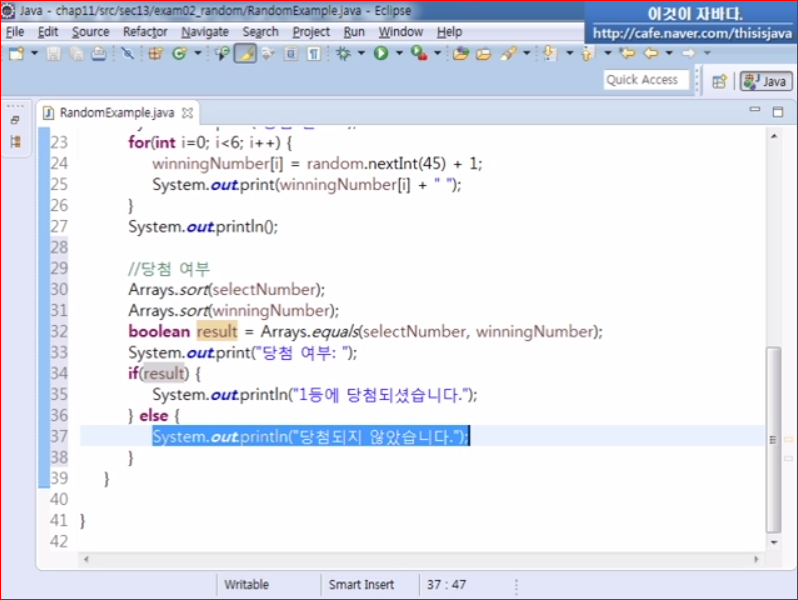 Java - chap11/src/sec13/exam02_random/RandomExample.java - Eclipse
이것이 자바다.
http://cafe.naver.com/thisisjava
File Edit Source Refactor Navigate Search Project Run Window Help
Quick Access
Java
RandomExample.java
23 for(int i=0; i<6; i++) {
24 winningNumber[i] = random.nextInt(45) + 1;
25 System.out.print(winningNumber[i] + " ");
26 }
27 System.out.println();
28
29 //당첨 여부
30 Arrays.sort(selectNumber);
31 Arrays.sort(winningNumber);
32 boolean result = Arrays.equals(selectNumber, winningNumber);
33 System.out.print("당첨 여부: ");
34 if(result) {
35 System.out.println("1등에 당첨되셨습니다.");
36 } else {
37 System.out.println("당첨되지 않았습니다.");
38 }
39 }
40
41 }
42
Writable Smart Insert 37 : 47